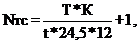 Nтс = T*K / t*24,5*12 +1,